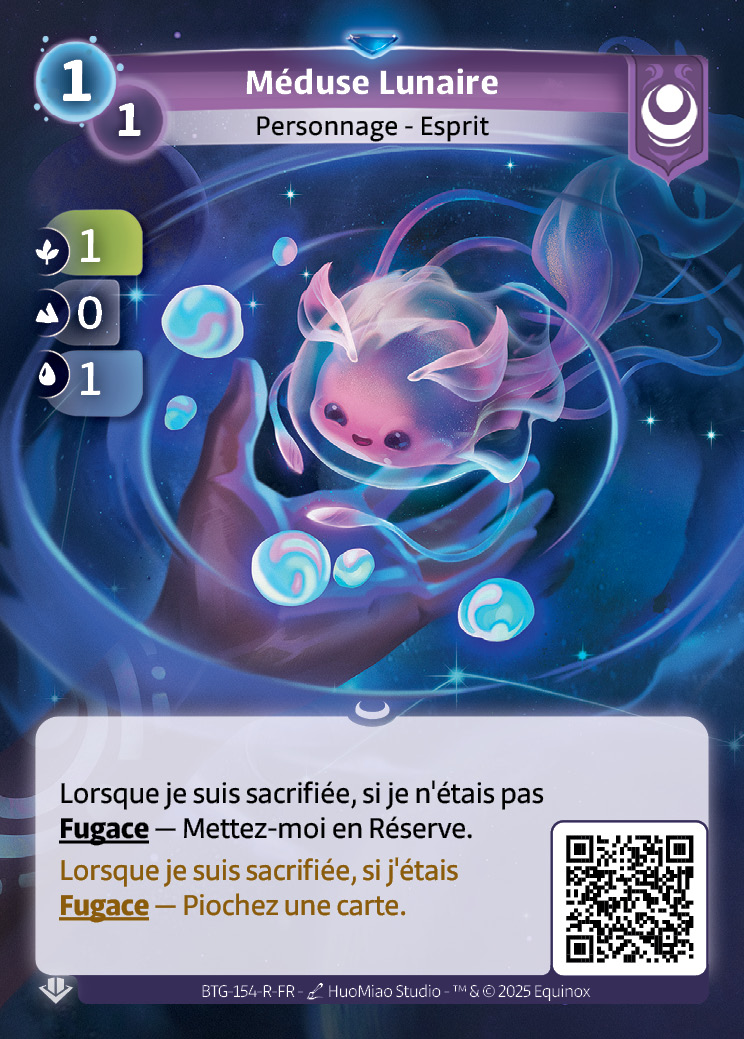 1
Méduse Lunaire
1
Personnage - Esprit
1
0
1
Lorsque je suis sacrifiée, si je n'étais pas
Fugace — Mettez-moi en Réserve.
Lorsque je suis sacrifiée, si j'étais
Fugace — Piochez une carte.
BTG-154-R-FR - HuoMiao Studio - ™ & © 2025 Equinox